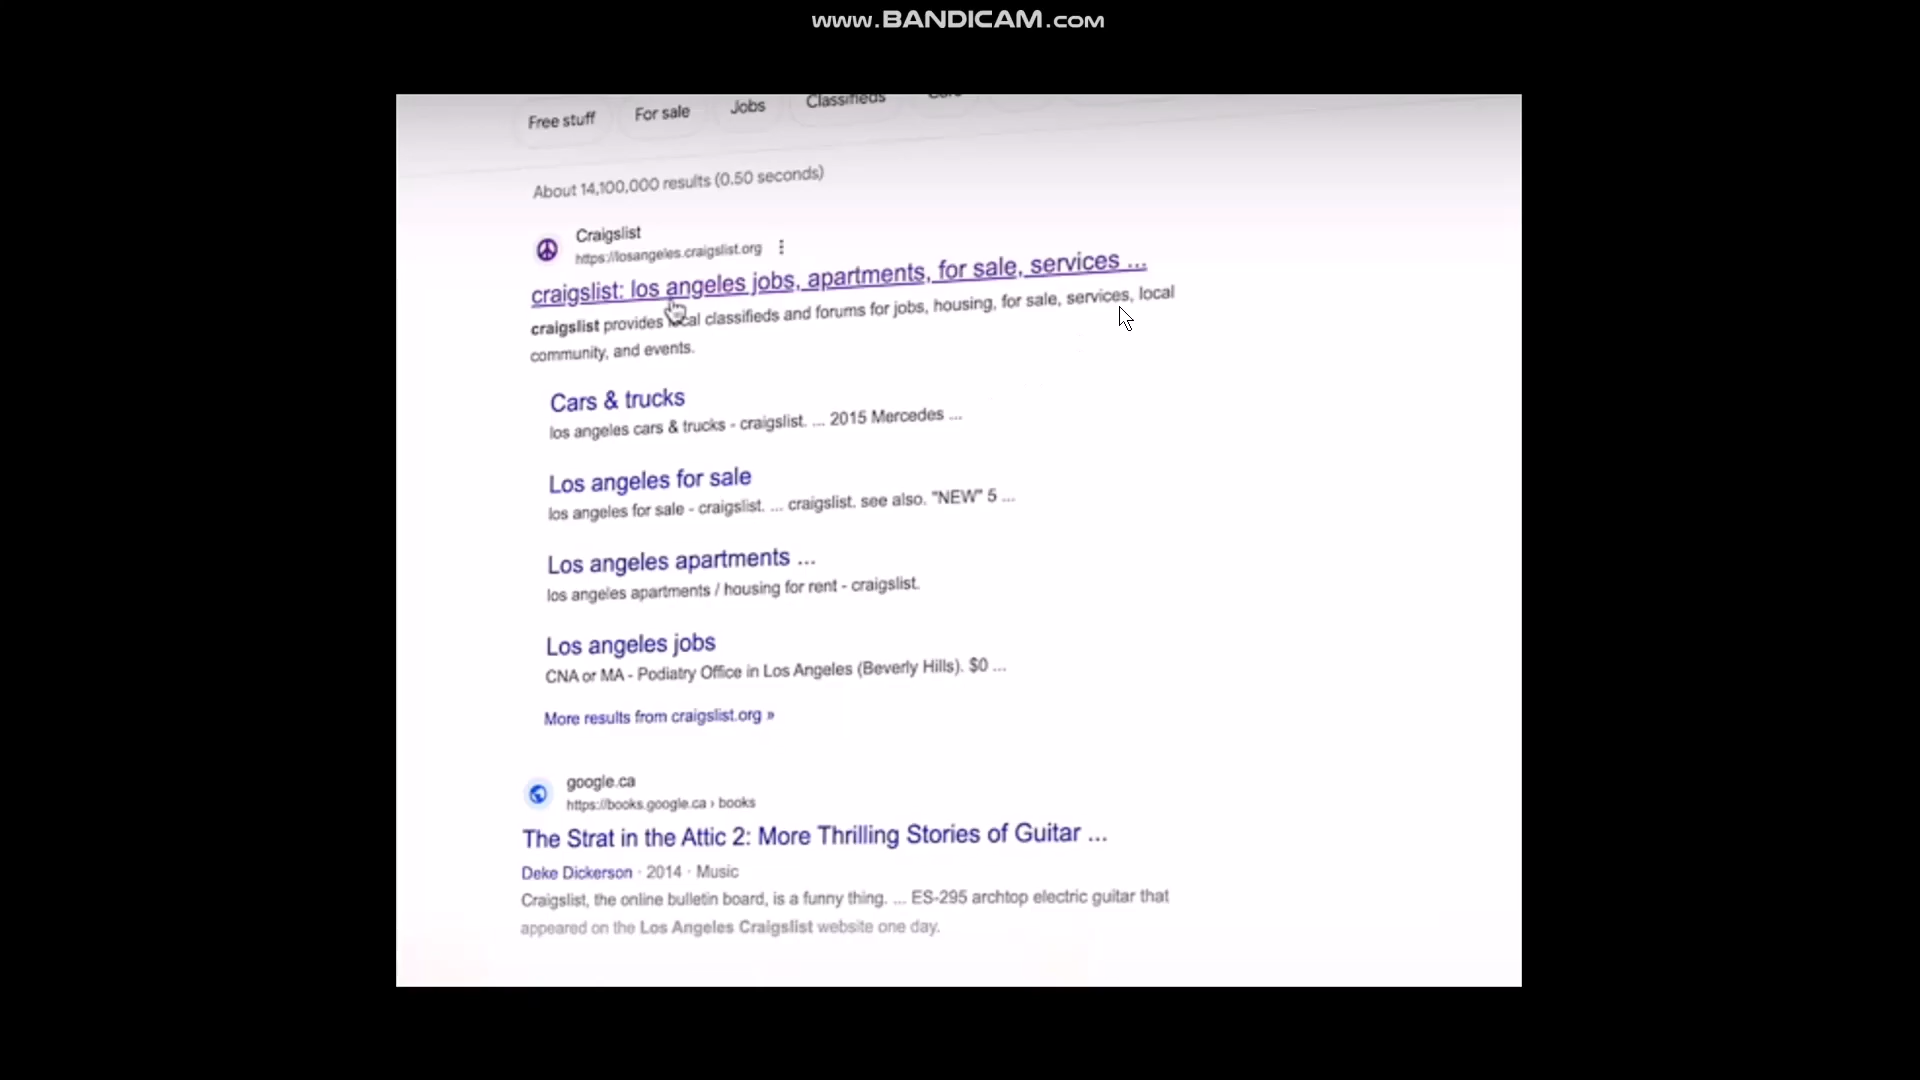 www.BANDICAM.com
Free stuff
For sale
Jobs
Classifieds
About 14,100,000 results (0.50 seconds)
Craigslist
https://losangeles.craigslist.org
craigslist: los angeles jobs, apartments, for sale, services ...
craigslist provides local classifieds and forums for jobs, housing, for sale, services, local
community, and events.
Cars & trucks
los angeles cars & trucks - craigslist. ... 2015 Mercedes ...
Los angeles for sale
los angeles for sale - craigslist. ... craigslist. see also. "NEW" 5 ...
Los angeles apartments ...
los angeles apartments / housing for rent - craigslist.
Los angeles jobs
CNA or MA - Podiatry Office in Los Angeles (Beverly Hills). $0 ...
More results from craigslist.org »
google.ca
https://books.google.ca › books
The Strat in the Attic 2: More Thrilling Stories of Guitar ...
Deke Dickerson · 2014 · Music
Craigslist, the online bulletin board, is a funny thing. ... ES-295 archtop electric guitar that
appeared on the Los Angeles Craigslist website one day.